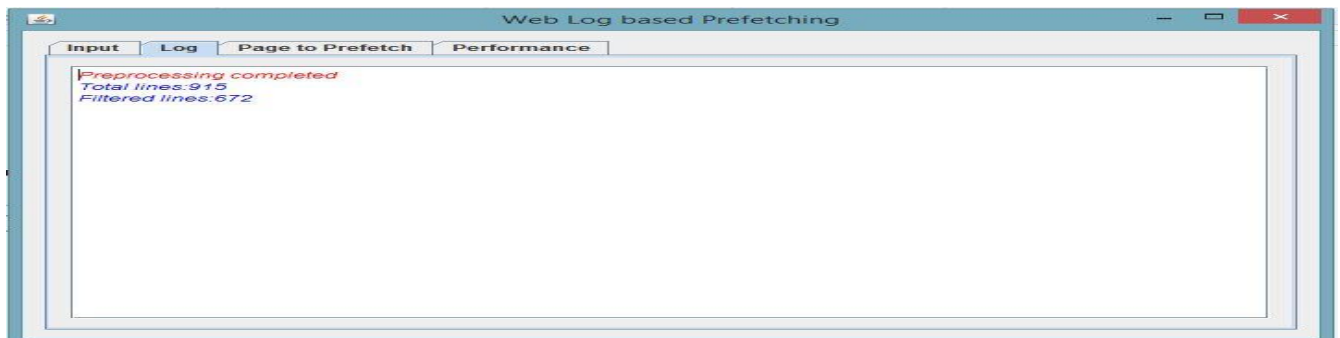 Web Log based Prefetching
Input Log Page to Prefetch Performance
Preprocessing completed
Total lines:915
Filtered lines:672